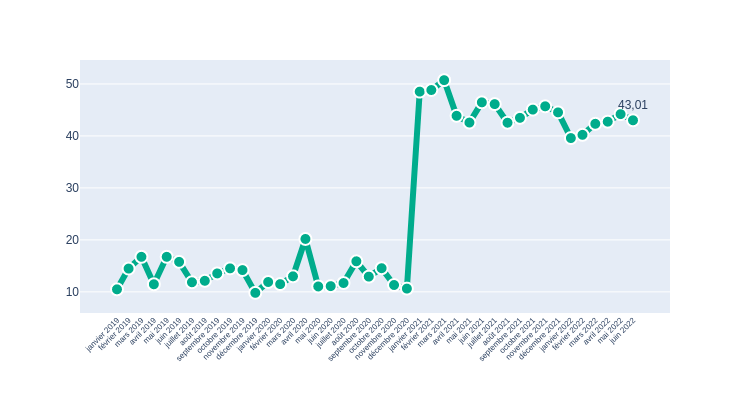 50
40
30
20
10
43,01
janvier 2019
février 2019
mars 2019
avril 2019
mai 2019
juin 2019
juillet 2019
août 2019
septembre 2019
octobre 2019
novembre 2019
décembre 2019
janvier 2020
février 2020
mars 2020
avril 2020
mai 2020
juin 2020
juillet 2020
août 2020
septembre 2020
octobre 2020
novembre 2020
décembre 2020
janvier 2021
février 2021
mars 2021
avril 2021
mai 2021
juin 2021
juillet 2021
août 2021
septembre 2021
octobre 2021
novembre 2021
décembre 2021
janvier 2022
février 2022
mars 2022
avril 2022
mai 2022
juin 2022